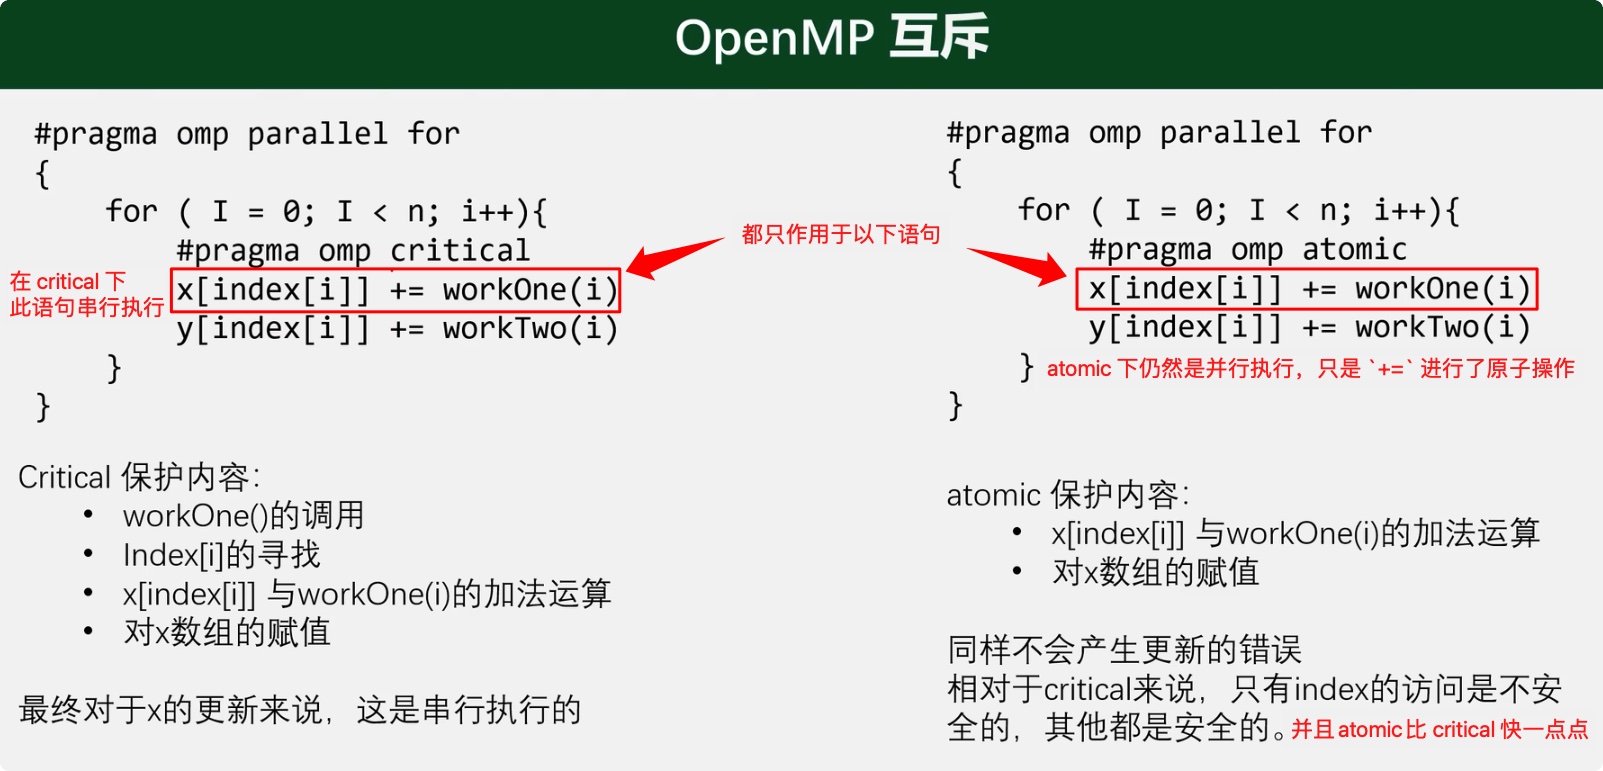 OpenMP 互斥
#pragma omp parallel for
{
for ( I = 0; I < n; i++){
#pragma omp critical
x[index[i]] += workOne(i)
y[index[i]] += workTwo(i)
}
}
在 critical 下
此语句串行执行
都只作用于以下语句
Critical 保护内容：
• workOne()的调用
• Index[i]的寻找
• x[index[i]] 与workOne(i)的加法运算
• 对x数组的赋值
最终对于x的更新来说，这是串行执行的
#pragma omp parallel for
{
for ( I = 0; I < n; i++){
#pragma omp atomic
x[index[i]] += workOne(i)
y[index[i]] += workTwo(i)
} atomic 下仍然是并行执行，只是 `+=` 进行了原子操作
}
atomic 保护内容：
• x[index[i]] 与workOne(i)的加法运算
• 对x数组的赋值
同样不会产生更新的错误
相对于critical来说，只有index的访问是不安
全的，其他都是安全的。并且atomic比 critical 快一点点